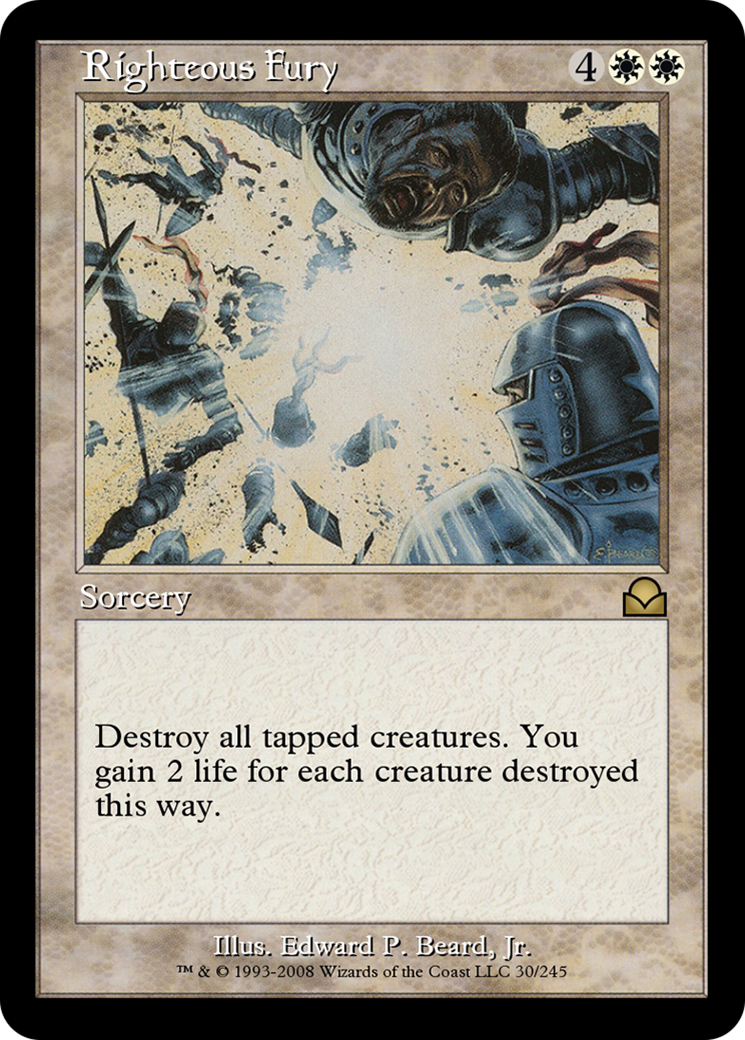 Righteous Fury 4
Sorcery
Destroy all tapped creatures. You
gain 2 life for each creature destroyed
this way.
Illus. Edward P. Beard, Jr.
™ & © 1993-2008 Wizards of the Coast LLC 30/245